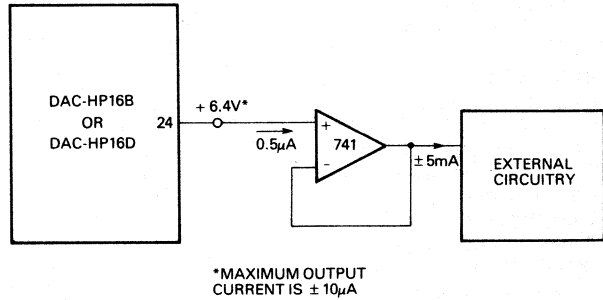 DAC-HP16B
OR
DAC-HP16D
24
+ 6.4V*
0.5µA
+
741
–
± 5mA
EXTERNAL
CIRCUITRY
*MAXIMUM OUTPUT
CURRENT IS ± 10µA